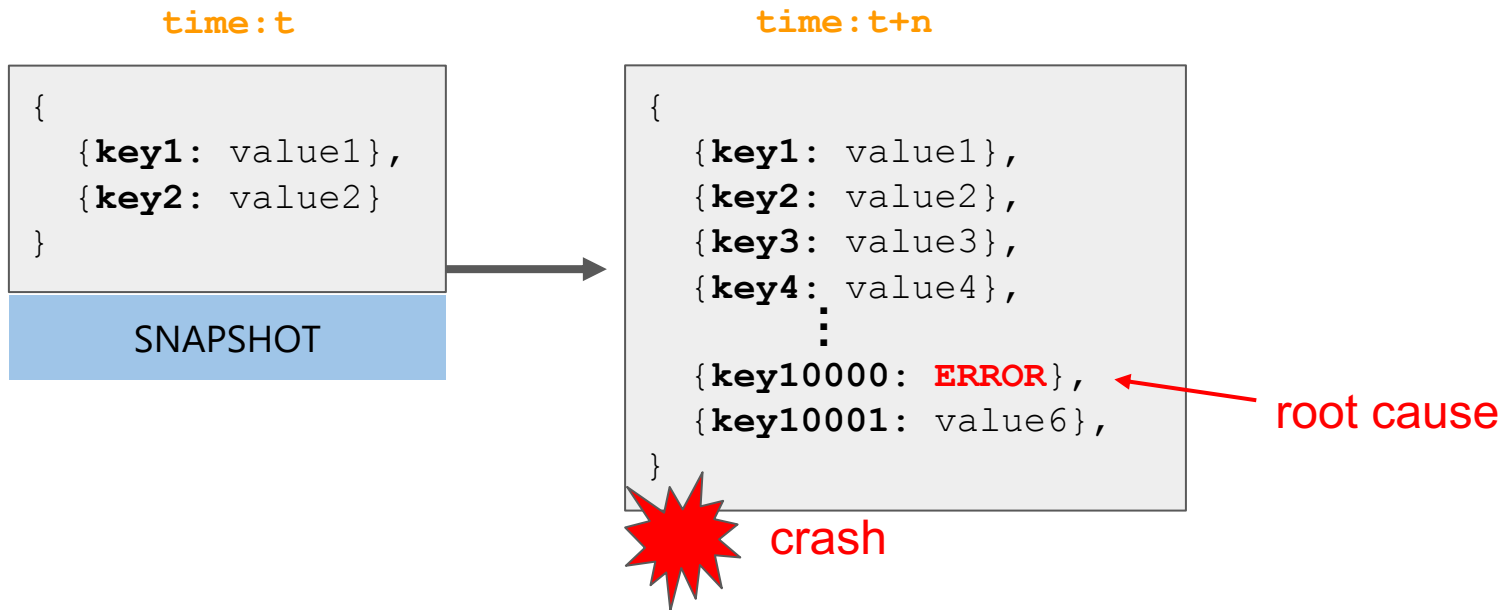 time:t
{
{key1: value1},
{key2: value2}
}
SNAPSHOT
time:t+n
{
{key1: value1},
{key2: value2},
{key3: value3},
{key4: value4},
⋮
{key10000: ERROR},
{key10001: value6},
}
root cause
crash